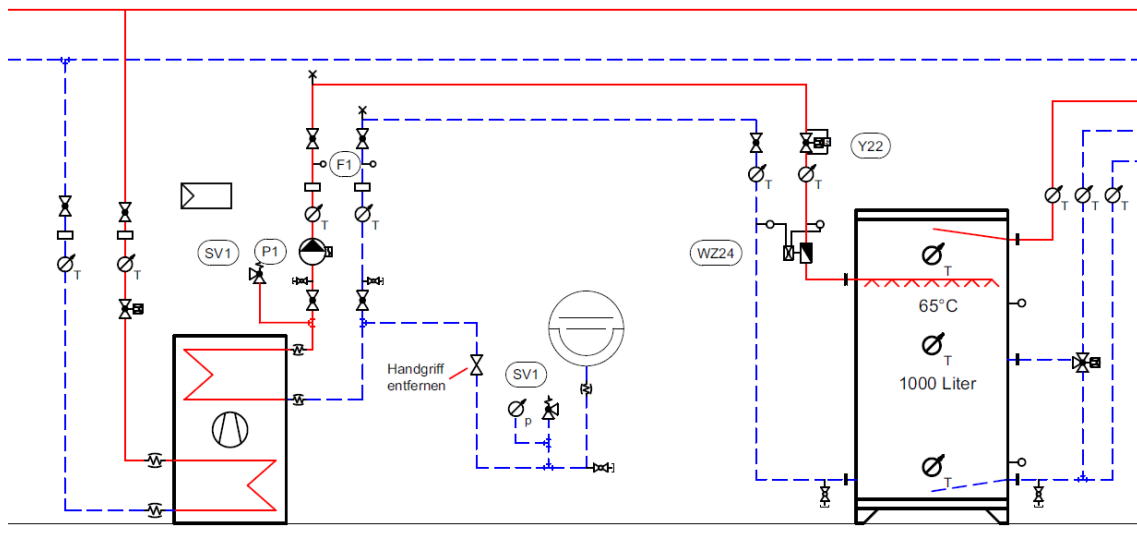 F1
Y22
T
T
T
T
T
T
T
SV1
P1
T
T
WZ24
T
T
T
65°C
Handgriff
entfernen
SV1
T
1000 Liter
p
T